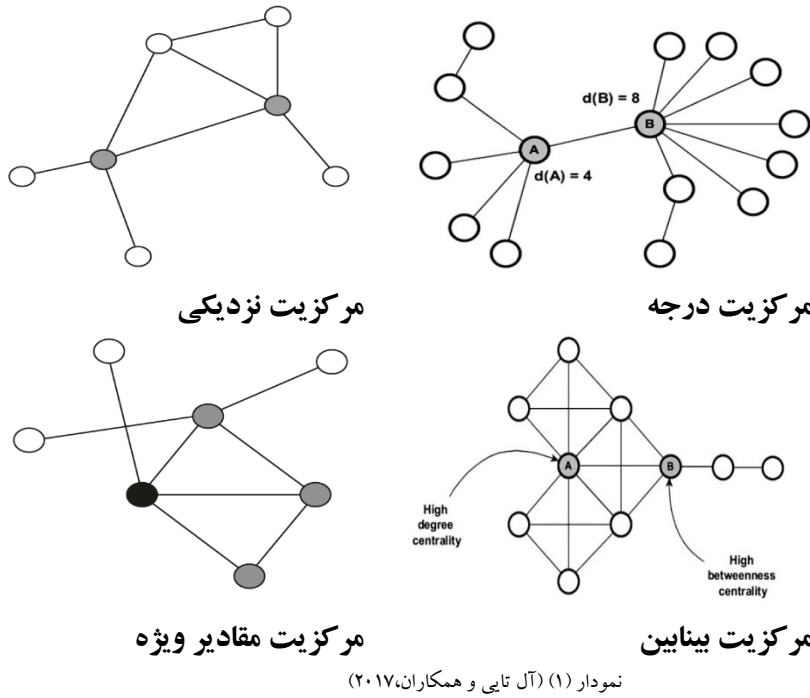 d(B) = 8
B
A
d(A) = 4
مرکزیت درجه
مرکزیت نزدیکی
A
B
High
degree
centrality
High
betweenness
centrality
مرکزیت بینابین
مرکزیت مقادیر ویژه
نمودار (۱) (آل تایی و همکاران،۲۰۱۷)